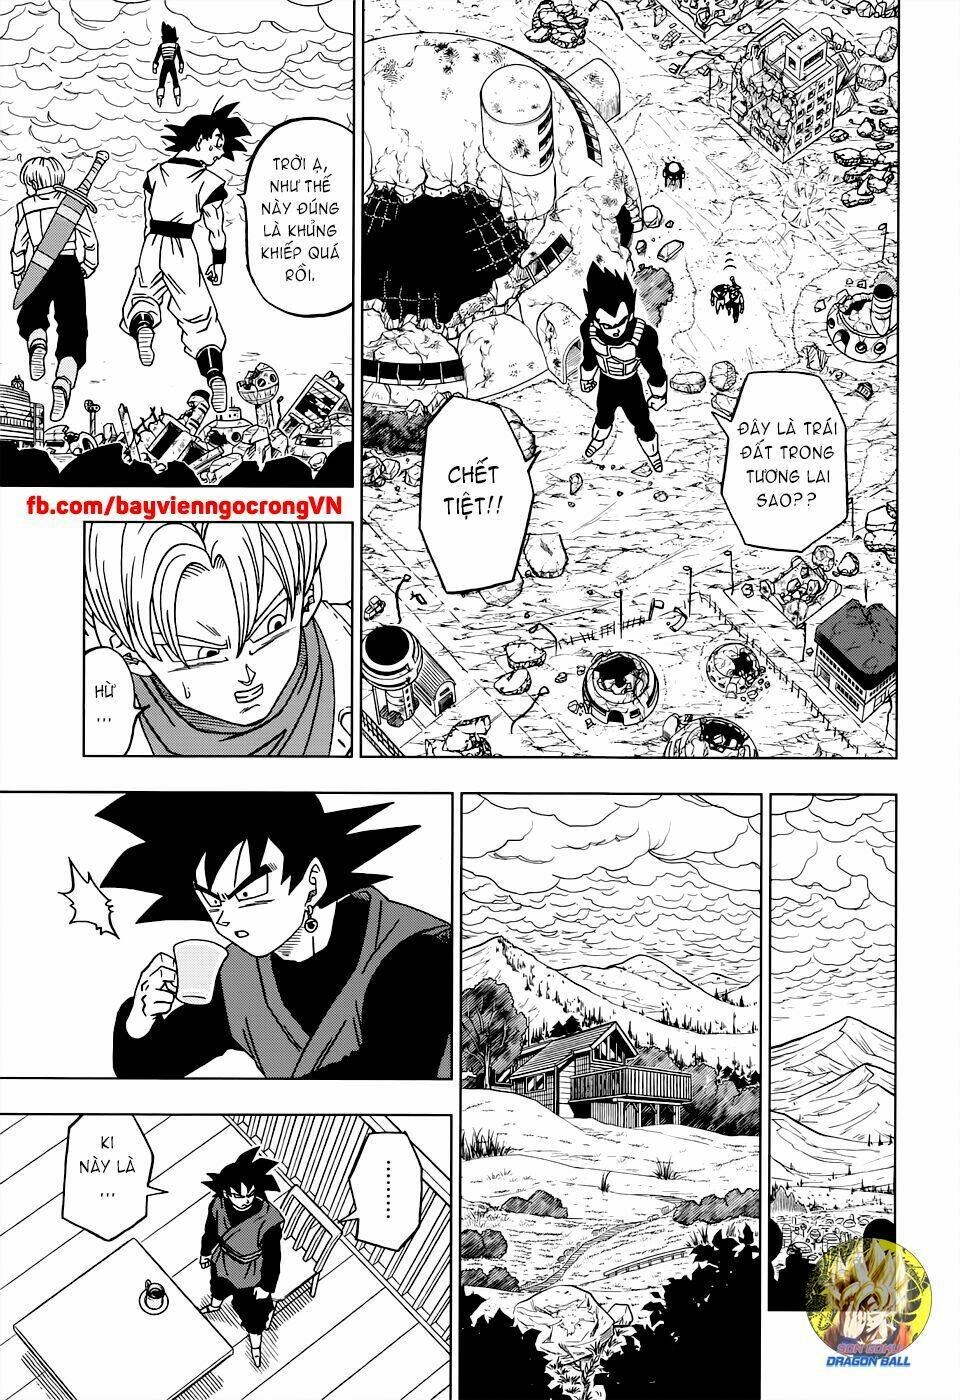 ĐÂY LÀ TRÁI
ĐẤT TRONG
TƯƠNG LAI
SAO??
CHẾT
TIỆT!!
TRỜI Ạ,
NHƯ THẾ
NÀY ĐÚNG
LÀ KHỦNG
KHIẾP QUÁ
RỒI.
fb.com/bayvienngocrongVN
HỪ
...
.........
KI
NÀY LÀ
...
SON GOKU
DRAGON BALL